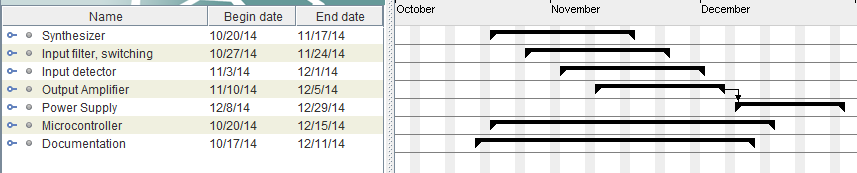 Name Begin date End date October November December
Synthesizer 10/20/14 11/17/14
Input filter, switching 10/27/14 11/24/14
Input detector 11/3/14 12/1/14
Output Amplifier 11/10/14 12/5/14
Power Supply 12/8/14 12/29/14
Microcontroller 10/20/14 12/15/14
Documentation 10/17/14 12/11/14